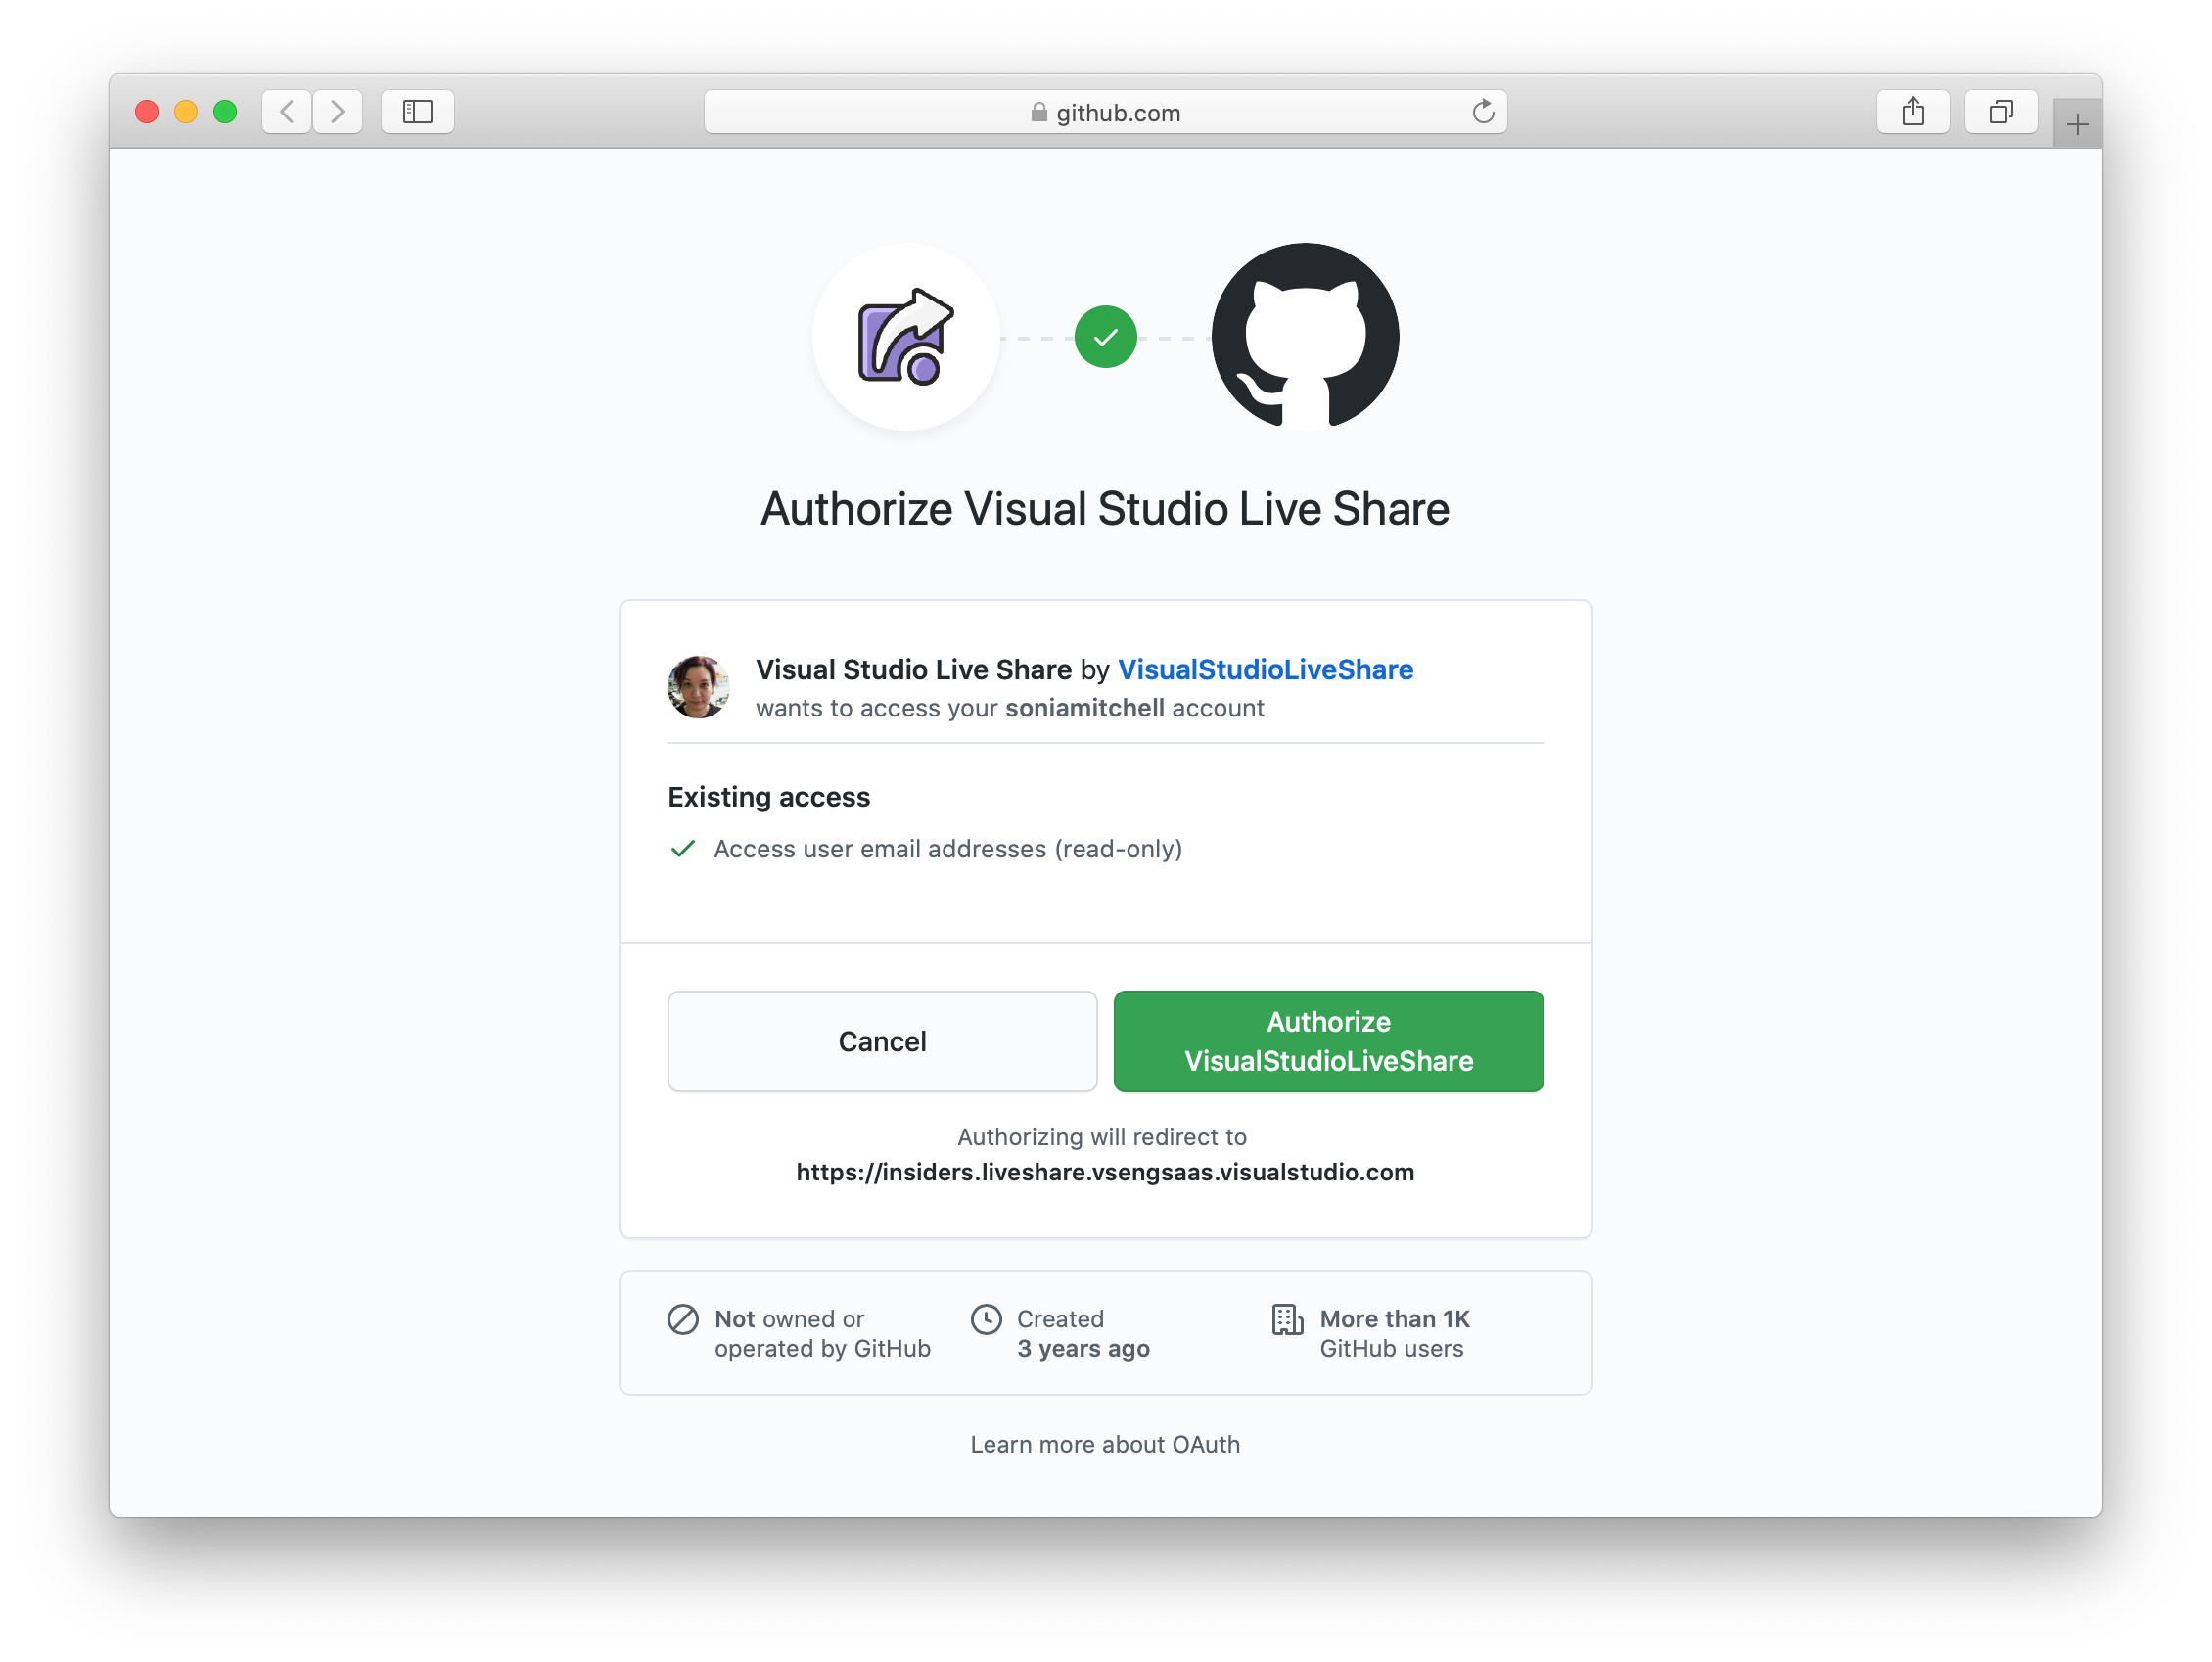 github.com
Authorize Visual Studio Live Share
Visual Studio Live Share by VisualStudioLiveShare
wants to access your soniamitchell account
Existing access
Access user email addresses (read-only)
Cancel
Authorize
VisualStudioLiveShare
Authorizing will redirect to
https://insiders.liveshare.vsengsaas.visualstudio.com
Not owned or
operated by GitHub
Created
3 years ago
More than 1K
GitHub users
Learn more about OAuth